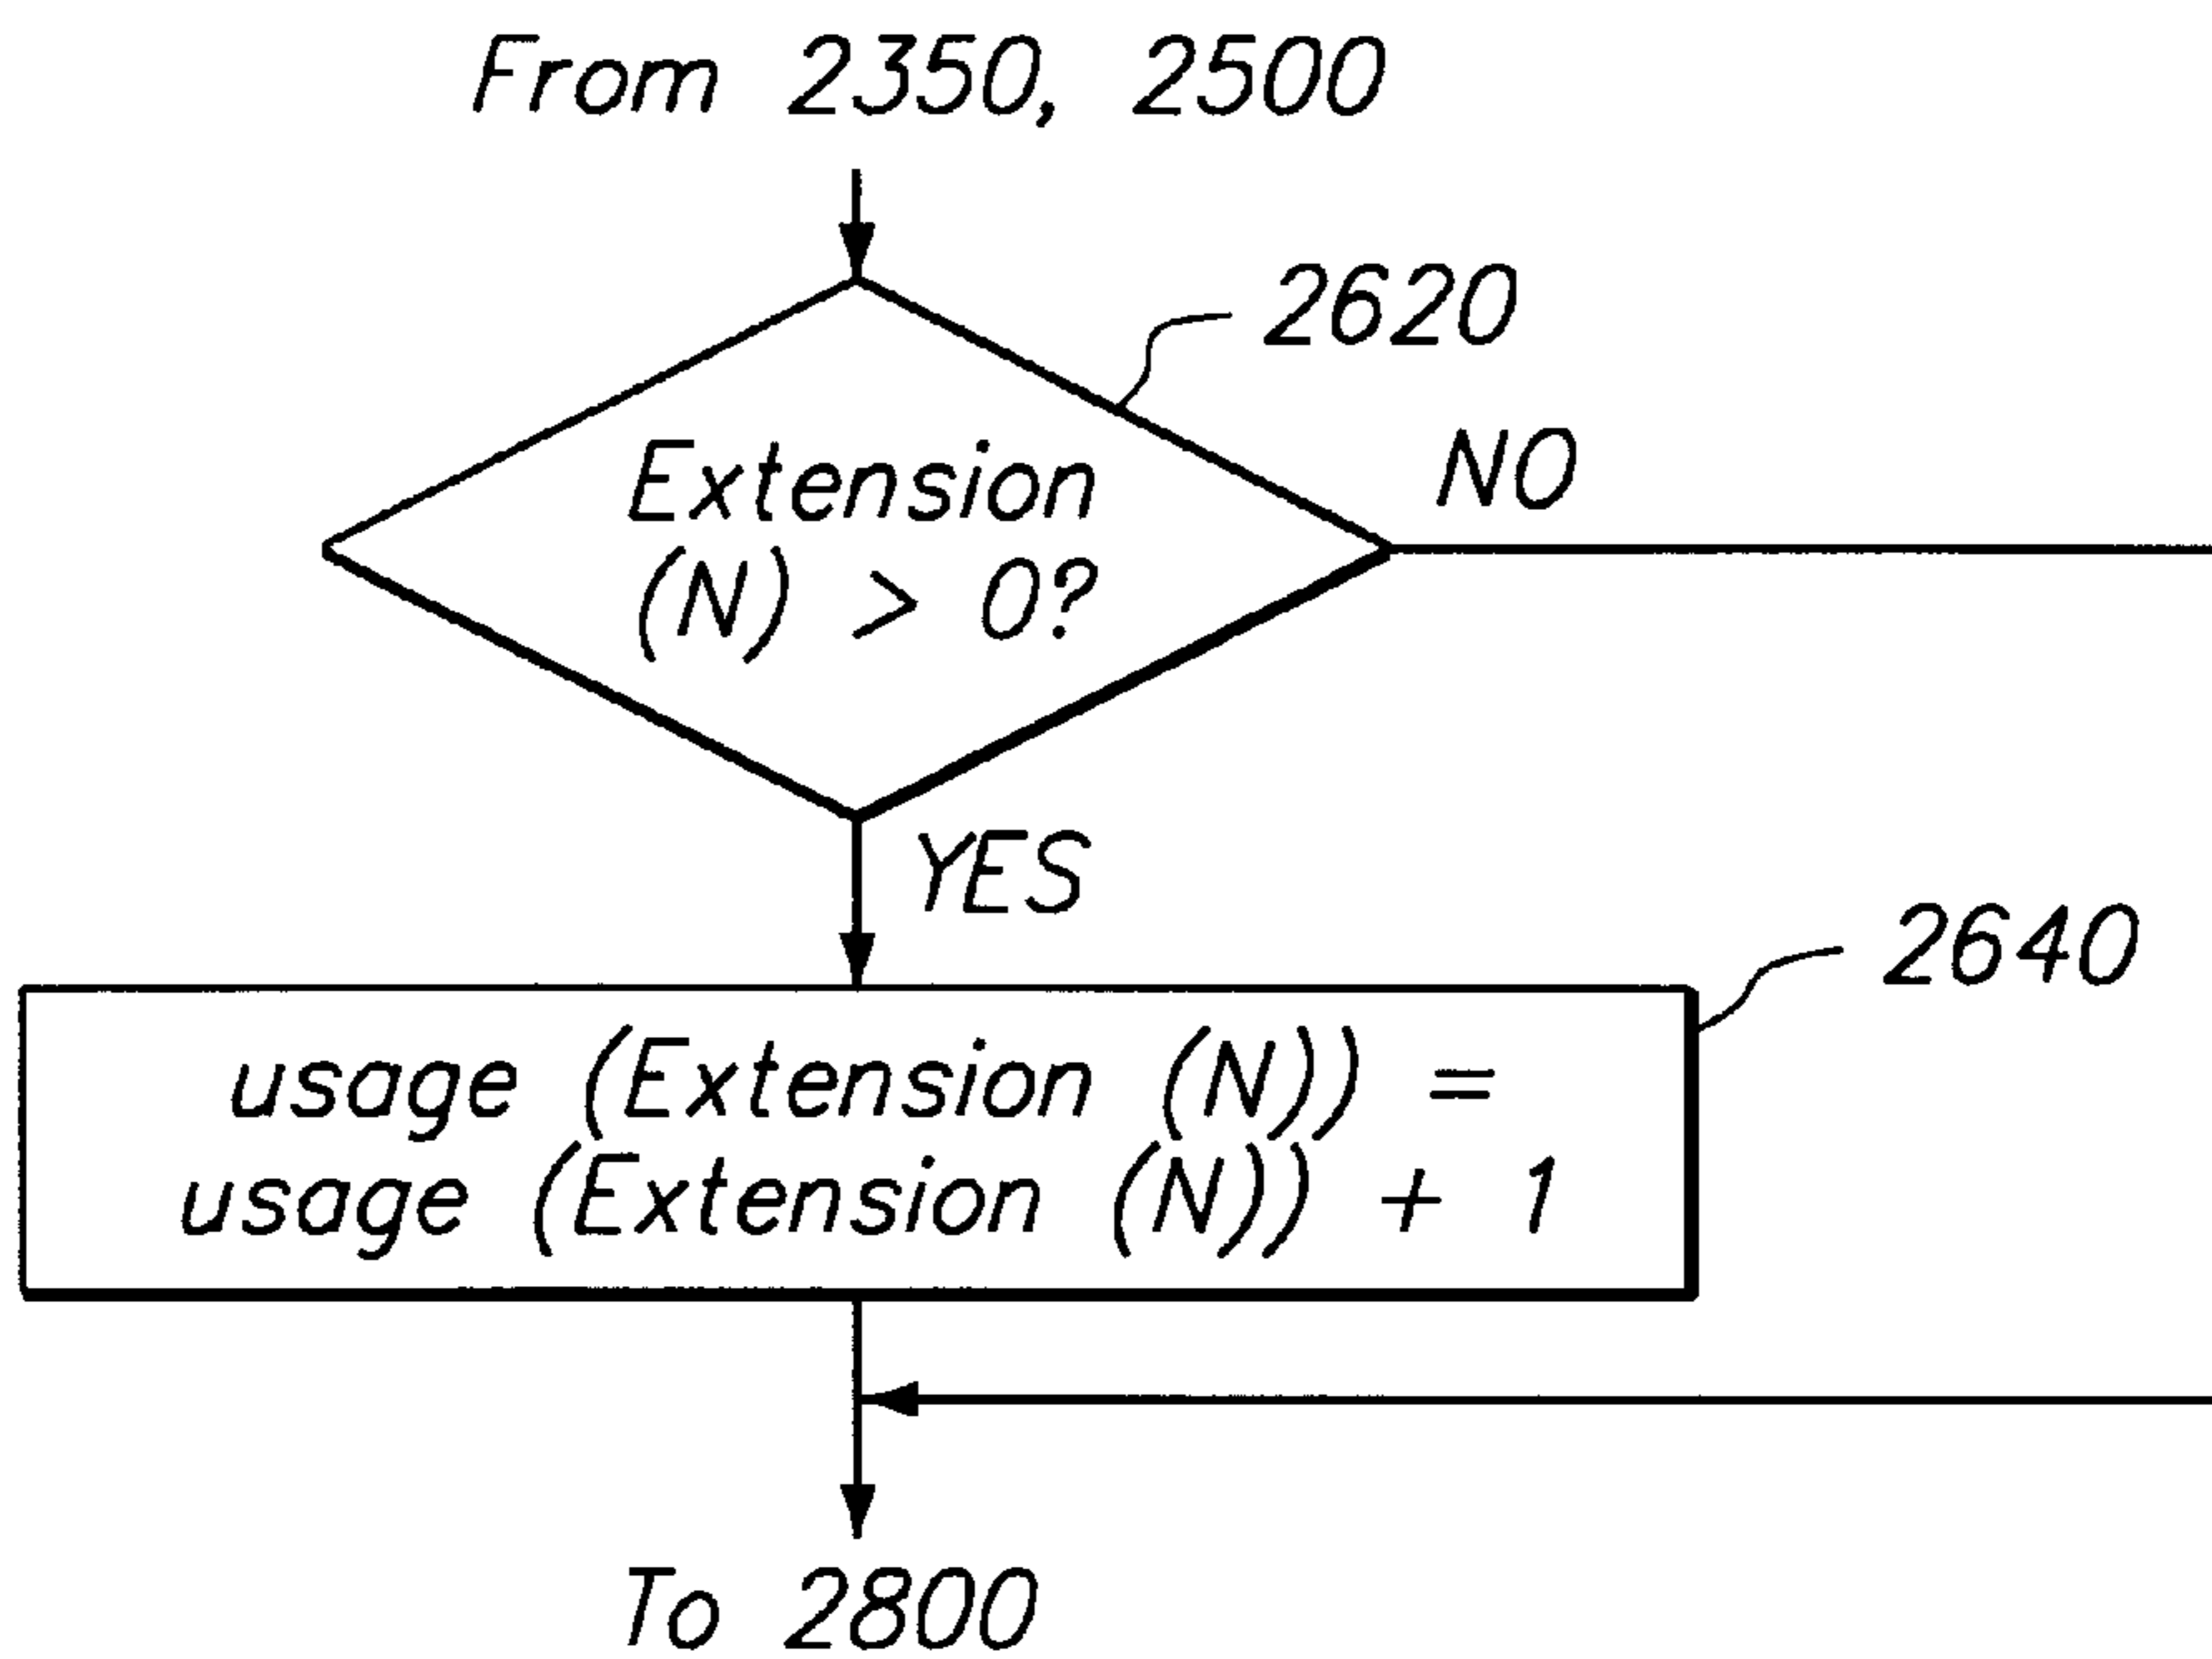 From 2350, 2500
2620
Extension
(N) > 0?
NO
YES
2640
usage (Extension (N)) =
usage (Extension (N)) + 1
To 2800